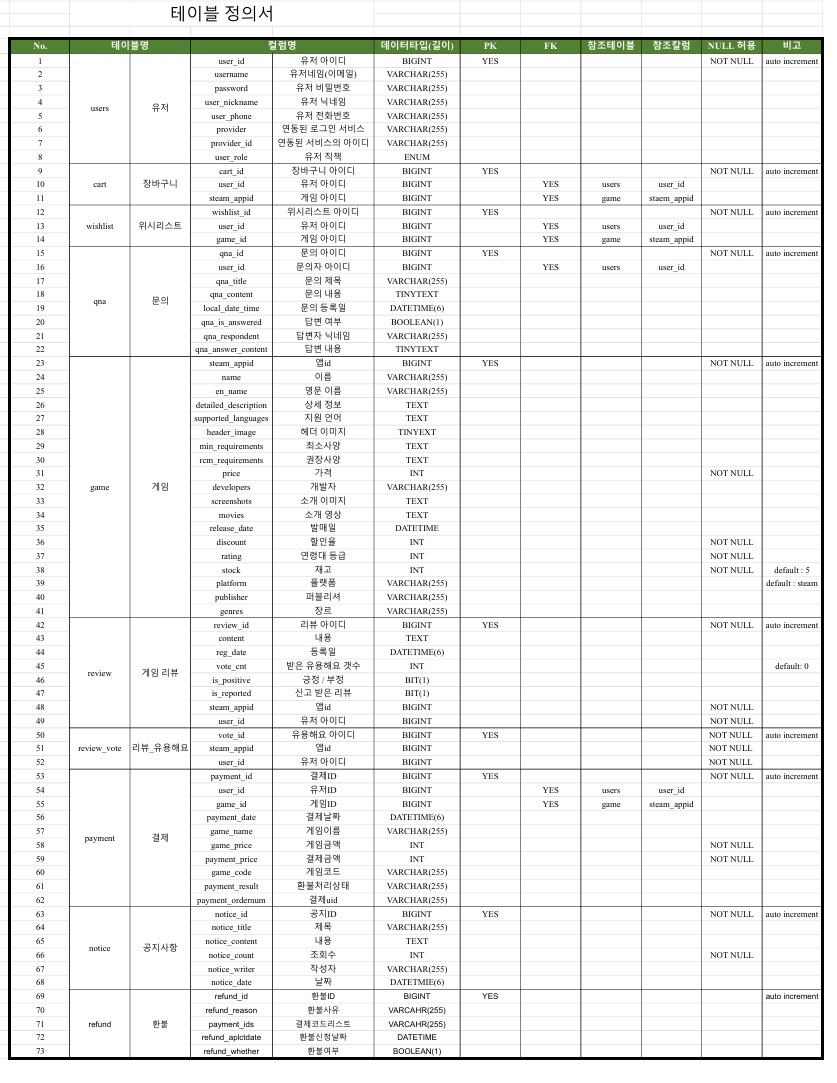 테이블 정의서
No. 테이블명 컬럼명 데이터타입(길이) PK FK 참조테이블 참조칼럼 NULL 허용 비고
1 users 유저 user_id 유저 아이디 BIGINT YES NOT NULL auto increment
2 username 유저네임(이메일) VARCHAR(255)
3 password 유저 비밀번호 VARCHAR(255)
4 user_nickname 유저 닉네임 VARCHAR(255)
5 user_phone 유저 전화번호 VARCHAR(255)
6 provider 연동된 로그인 서비스 VARCHAR(255)
7 provider_id 연동된 서비스의 아이디 VARCHAR(255)
8 user_role 유저 직책 ENUM
9 cart 장바구니 cart_id 장바구니 아이디 BIGINT YES NOT NULL auto increment
10 user_id 유저 아이디 BIGINT YES users user_id
11 steam_appid 게임 아이디 BIGINT YES game staem_appid
12 wishlist 위시리스트 wishlist_id 위시리스트 아이디 BIGINT YES NOT NULL auto increment
13 user_id 유저 아이디 BIGINT YES users user_id
14 game_id 게임 아이디 BIGINT YES game steam_appid
15 qna 문의 qna_id 문의 아이디 BIGINT YES NOT NULL auto increment
16 user_id 문의자 아이디 BIGINT YES users user_id
17 qna_title 문의 제목 VARCHAR(255)
18 qna_content 문의 내용 TINYTEXT
19 local_date_time 문의 등록일 DATETIME(6)
20 qna_is_answered 답변 여부 BOOLEAN(1)
21 qna_respondent 답변자 닉네임 VARCHAR(255)
22 qna_answer_content 답변 내용 TINYTEXT
23 game 게임 steam_appid 앱id BIGINT YES NOT NULL auto increment
24 name 이름 VARCHAR(255)
25 en_name 영문 이름 VARCHAR(255)
26 detailed_description 상세 정보 TEXT
27 supported_languages 지원 언어 TEXT
28 header_image 헤더 이미지 TINYEXT
29 min_requirements 최소사양 TEXT
30 rcm_requirements 권장사양 TEXT
31 price 가격 INT NOT NULL
32 developers 개발자 VARCHAR(255)
33 screenshots 소개 이미지 TEXT
34 movies 소개 영상 TEXT
35 release_date 발매일 DATETIME
36 discount 할인율 INT NOT NULL
37 rating 연령대 등급 INT NOT NULL
38 stock 재고 INT NOT NULL default : 5
39 platform 플랫폼 VARCHAR(255) default : steam
40 publisher 퍼블리셔 VARCHAR(255)
41 genres 장르 VARCHAR(255)
42 review 게임 리뷰 review_id 리뷰 아이디 BIGINT YES NOT NULL auto increment
43 content 내용 TEXT
44 reg_date 등록일 DATETIME(6)
45 vote_cnt 받은 유용해요 갯수 INT default: 0
46 is_positive 긍정 / 부정 BIT(1)
47 is_reported 신고 받은 리뷰 BIT(1)
48 steam_appid 앱id BIGINT NOT NULL
49 user_id 유저 아이디 BIGINT NOT NULL
50 review_vote 리뷰_유용해요 vote_id 유용해요 아이디 BIGINT YES NOT NULL auto increment
51 steam_appid 앱id BIGINT NOT NULL
52 user_id 유저 아이디 BIGINT NOT NULL
53 payment 결제 payment_id 결제ID BIGINT YES NOT NULL auto increment
54 user_id 유저ID BIGINT YES users user_id
55 game_id 게임ID BIGINT YES game steam_appid
56 payment_date 결제날짜 DATETIME(6)
57 game_name 게임이름 VARCHAR(255)
58 game_price 게임금액 INT NOT NULL
59 payment_price 결제금액 INT NOT NULL
60 game_code 게임코드 VARCHAR(255)
61 payment_result 환불처리상태 VARCHAR(255)
62 payment_ordernum 결제uid VARCHAR(255)
63 notice 공지사항 notice_id 공지ID BIGINT YES NOT NULL auto increment
64 notice_title 제목 VARCHAR(255)
65 notice_content 내용 TEXT
66 notice_count 조회수 INT NOT NULL
67 notice_writer 작성자 VARCHAR(255)
68 notice_date 날짜 DATETMIE(6)
69 refund 환불 refund_id 환불ID BIGINT YES auto increment
70 refund_reason 환불사유 VARCAHR(255)
71 payment_ids 결제코드리스트 VARCAHR(255)
72 refund_aplctdate 환불신청날짜 DATETIME
73 refund_whether 환불여부 BOOLEAN(1)